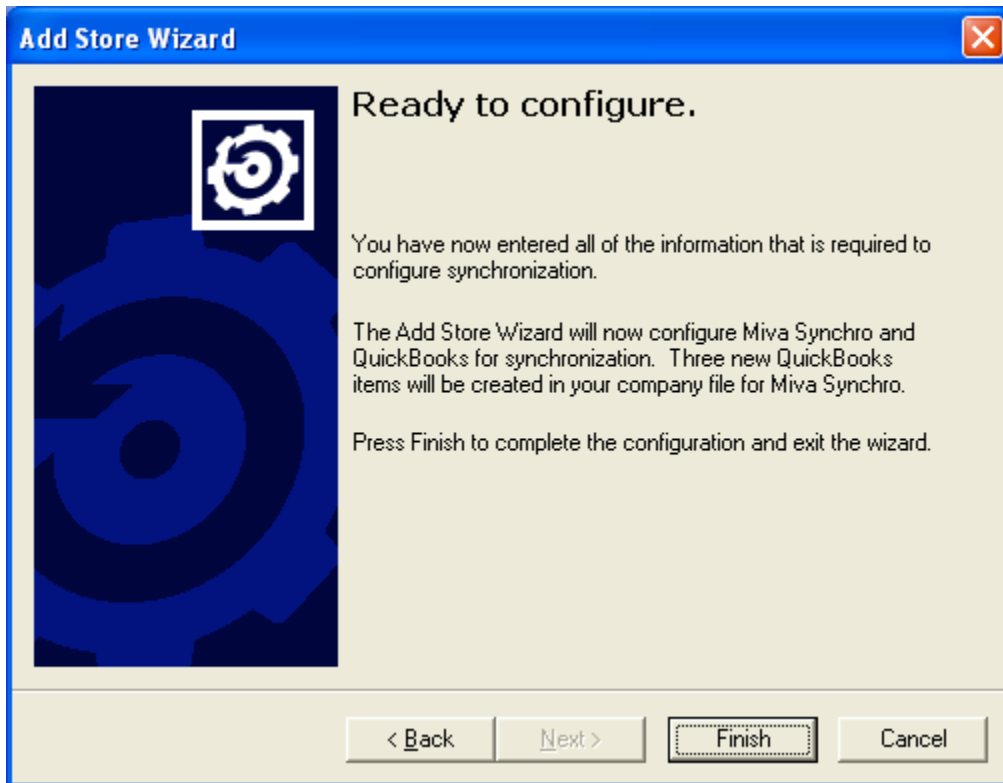 Add Store Wizard
Ready to configure.
You have now entered all of the information that is required to
configure synchronization.
The Add Store Wizard will now configure Miva Synchro and
QuickBooks for synchronization.  Three new QuickBooks
items will be created in your company file for Miva Synchro.
Press Finish to complete the configuration and exit the wizard.
< Back Next > Finish Cancel